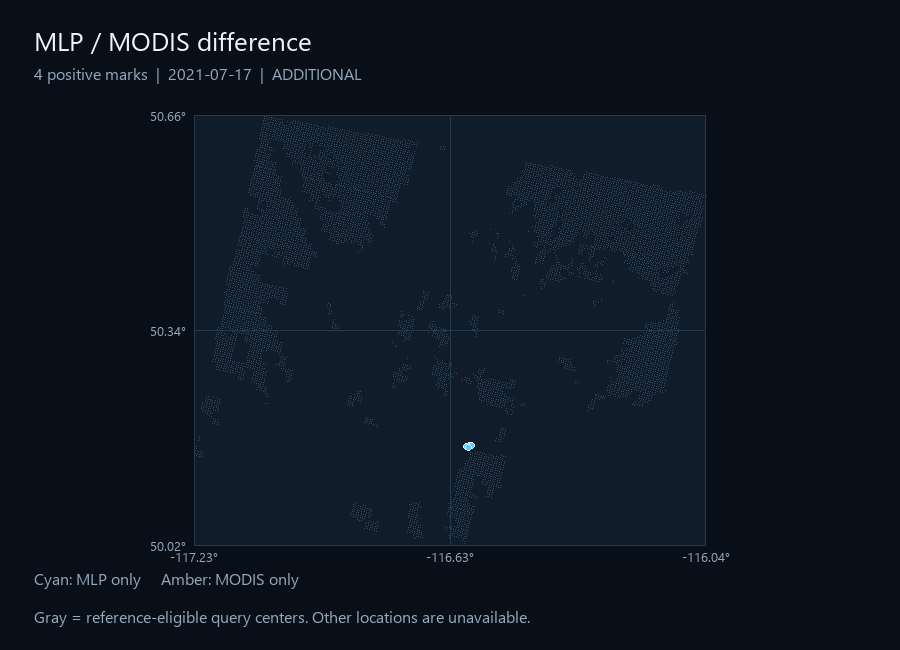 MLP / MODIS difference
4 positive marks | 2021-07-17 | ADDITIONAL
50.66°
50.34°
50.02°
-117.23° -116.63° -116.04°
Cyan: MLP only Amber: MODIS only
Gray = reference-eligible query centers. Other locations are unavailable.